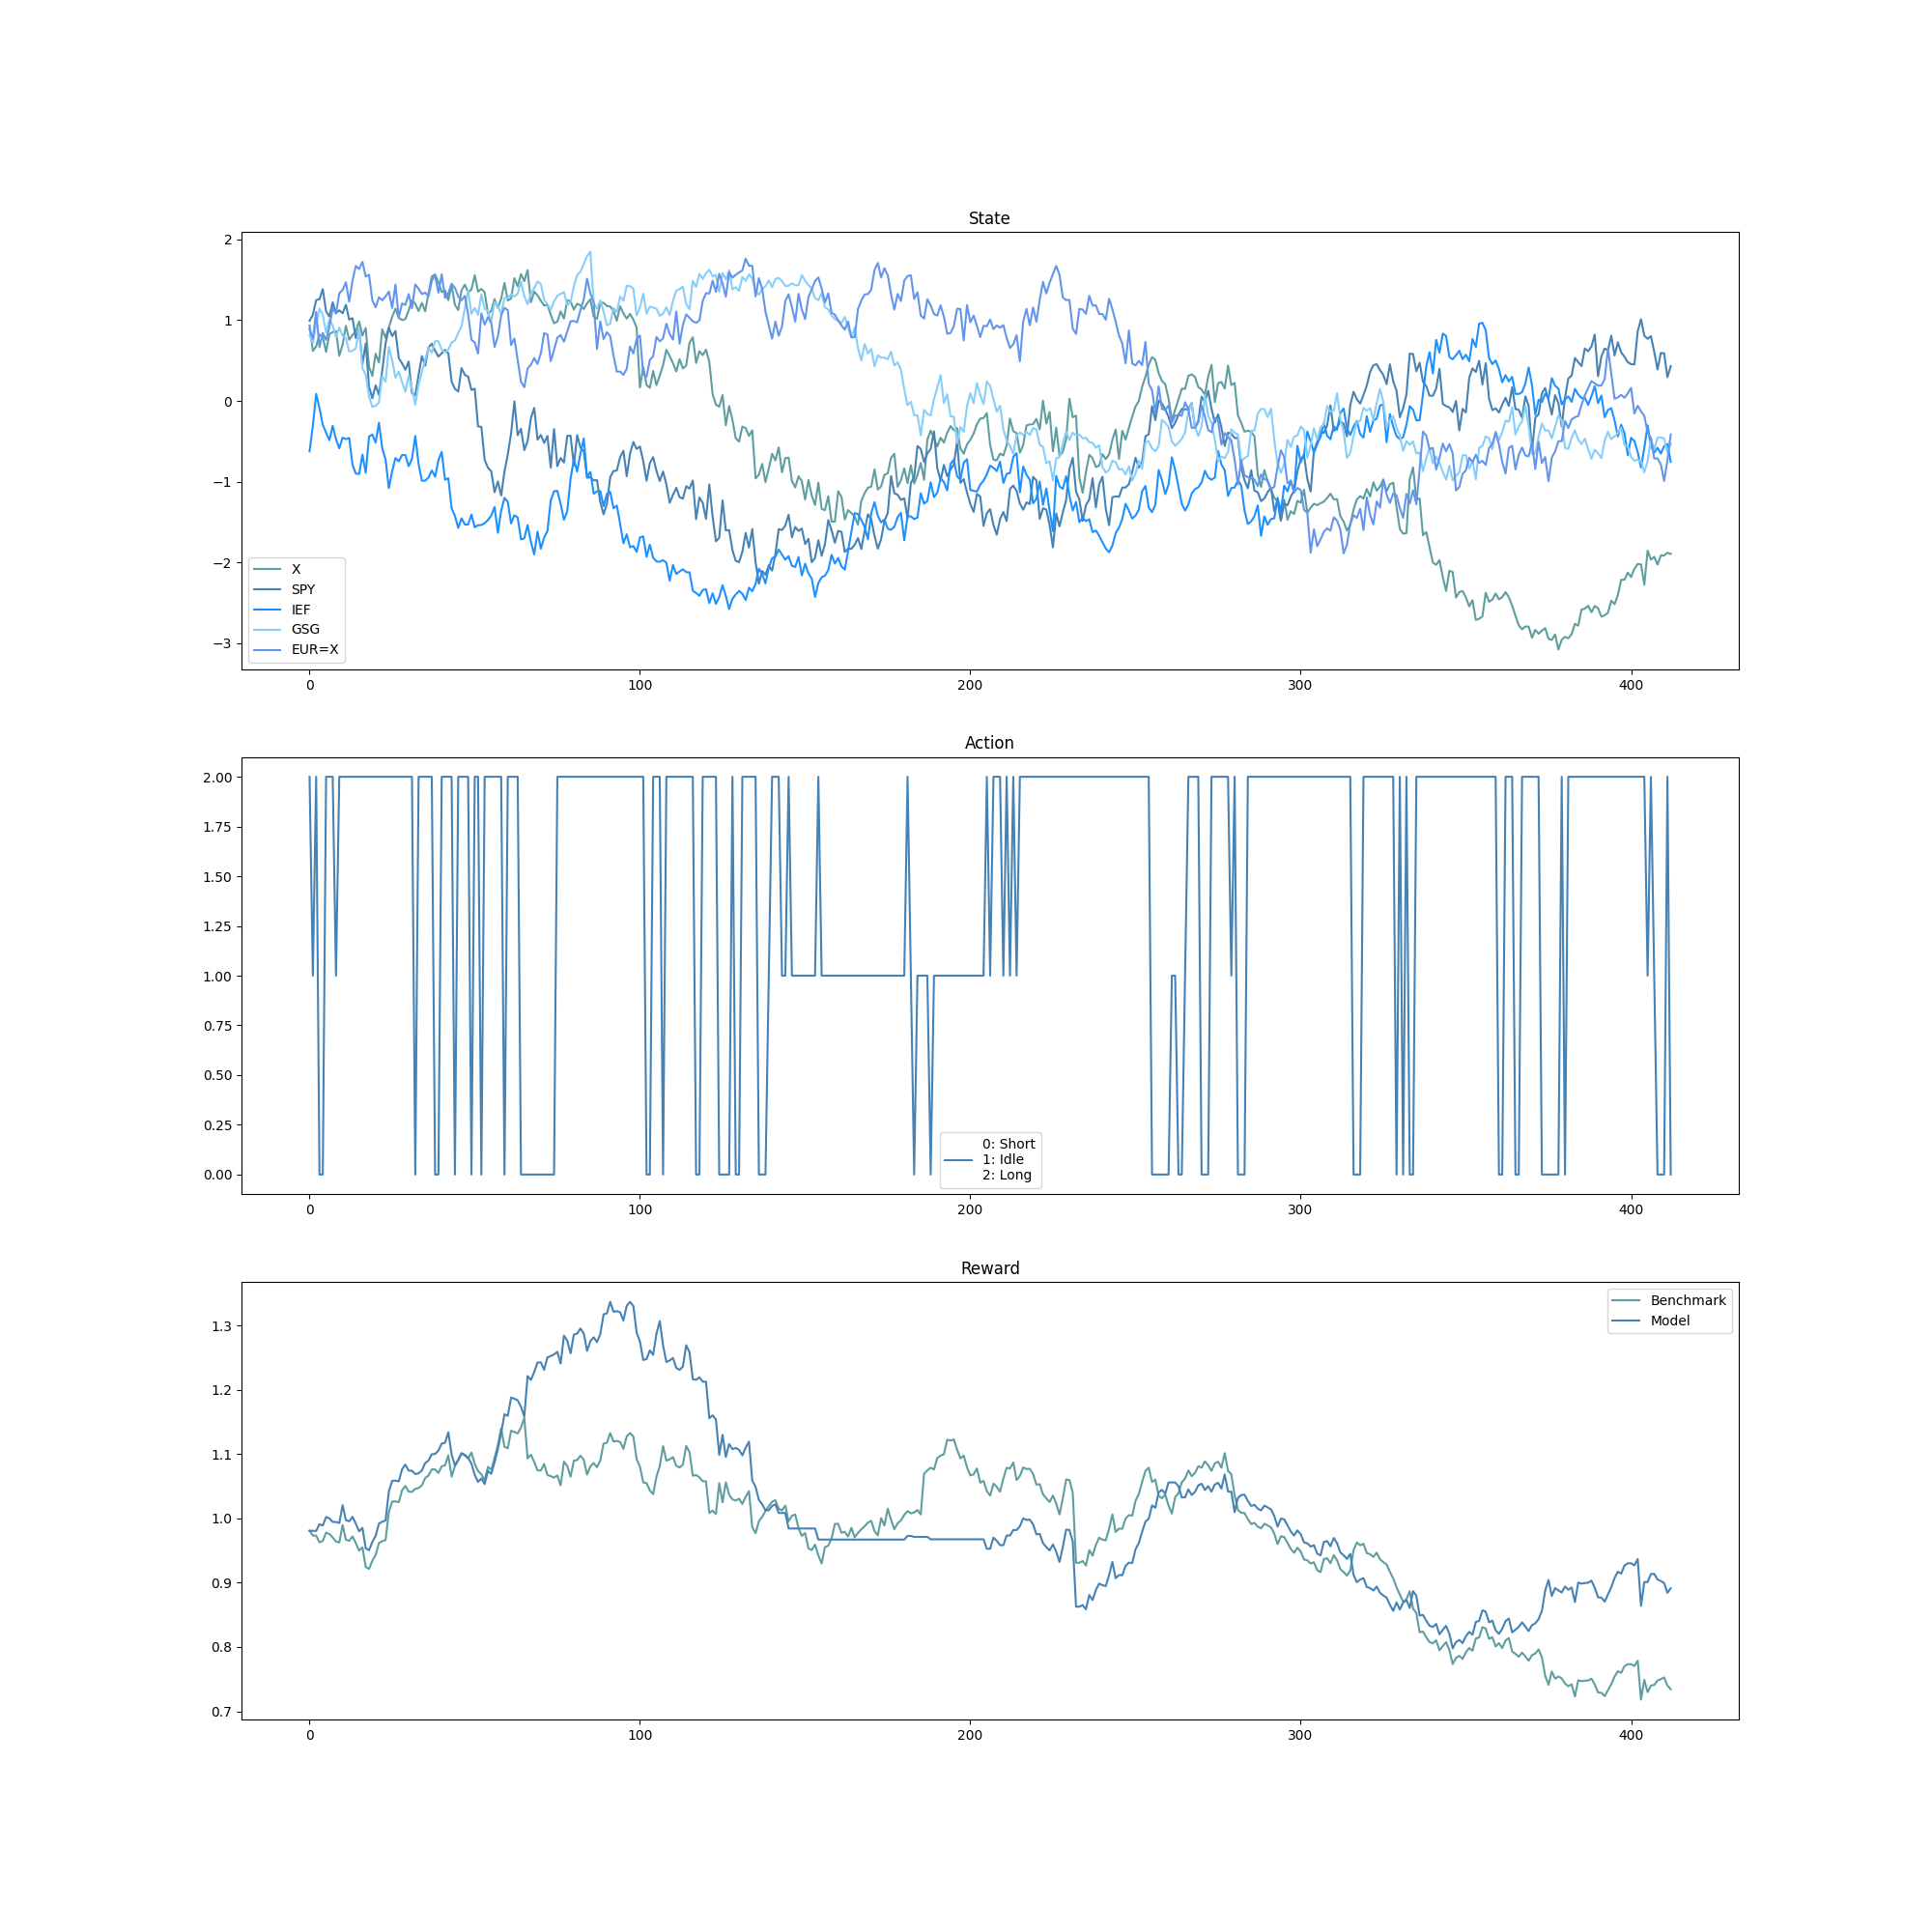 State
2
1
0
−1
−2
−3
X
SPY
IEF
GSG
EUR=X
0
100
200
300
400
Action
2.00
1.75
1.50
1.25
1.00
0.75
0.50
0.25
0.00
0: Short
1: Idle
2: Long
0
100
200
300
400
Reward
1.3
1.2
1.1
1.0
0.9
0.8
0.7
Benchmark
Model
0
100
200
300
400